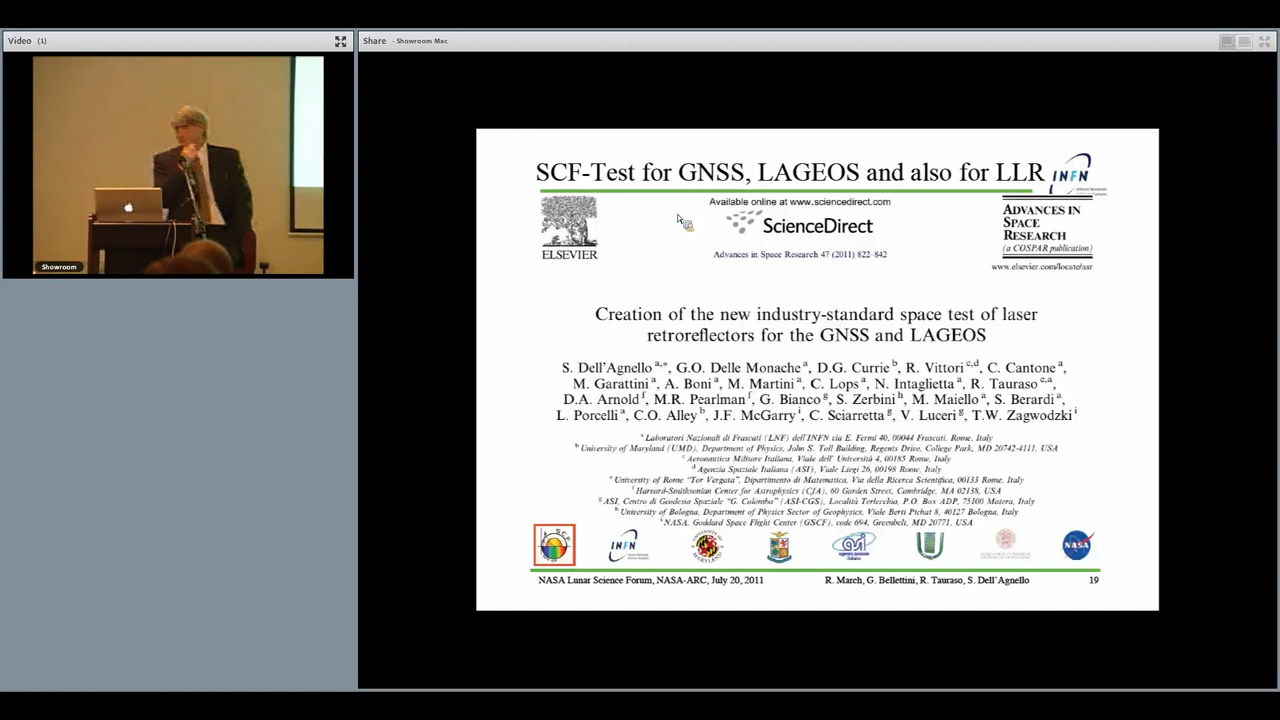 Video (1)
Share - Showroom Mac
Showroom
SCF-Test for GNSS, LAGEOS and also for LLR
INFN
Available online at www.sciencedirect.com
ScienceDirect
ELSEVIER
Advances in Space Research 47 (2011) 822–842
ADVANCES IN
SPACE
RESEARCH
(a COSPAR publication)
www.elsevier.com/locate/asr
Creation of the new industry-standard space test of laser
retroreflectors for the GNSS and LAGEOS
S. Dell'Agnello a,*, G.O. Delle Monache a, D.G. Currie b, R. Vittori c,d, C. Cantone a,
M. Garattini a, A. Boni a, M. Martini a, C. Lops a, N. Intaglietta a, R. Tauraso e,a,
D.A. Arnold f, M.R. Pearlman f, G. Bianco g, S. Zerbini h, M. Maiello a, S. Berardi a,
L. Porcelli a, C.O. Alley b, J.F. McGarry i, C. Sciarretta g, V. Luceri g, T.W. Zagwodzki i
a Laboratori Nazionali di Frascati (LNF) dell'INFN via E. Fermi 40, 00044 Frascati, Rome, Italy
b University of Maryland (UMD), Department of Physics, John S. Toll Building, Regents Drive, College Park, MD 20742-4111, USA
c Aeronautica Militare Italiana, Viale dell' Università 4, 00185 Rome, Italy
d Agenzia Spaziale Italiana (ASI), Viale Liegi 26, 00198 Rome, Italy
e University of Rome "Tor Vergata", Dipartimento di Matematica, Via della Ricerca Scientifica, 00133 Rome, Italy
f Harvard-Smithsonian Center for Astrophysics (CfA), 60 Garden Street, Cambridge, MA 02138, USA
g ASI, Centro di Geodesia Spaziale "G. Colombo" (ASI-CGS), Località Terlecchia, P.O. Box ADP, 75100 Matera, Italy
h University of Bologna, Department of Physics Sector of Geophysics, Viale Berti Pichat 8, 40127 Bologna, Italy
i NASA, Goddard Space Flight Center (GSCF), code 694, Greenbelt, MD 20771, USA
INFN
asi
NASA
NASA Lunar Science Forum, NASA-ARC, July 20, 2011
R. March, G. Bellettini, R. Tauraso, S. Dell'Agnello
19